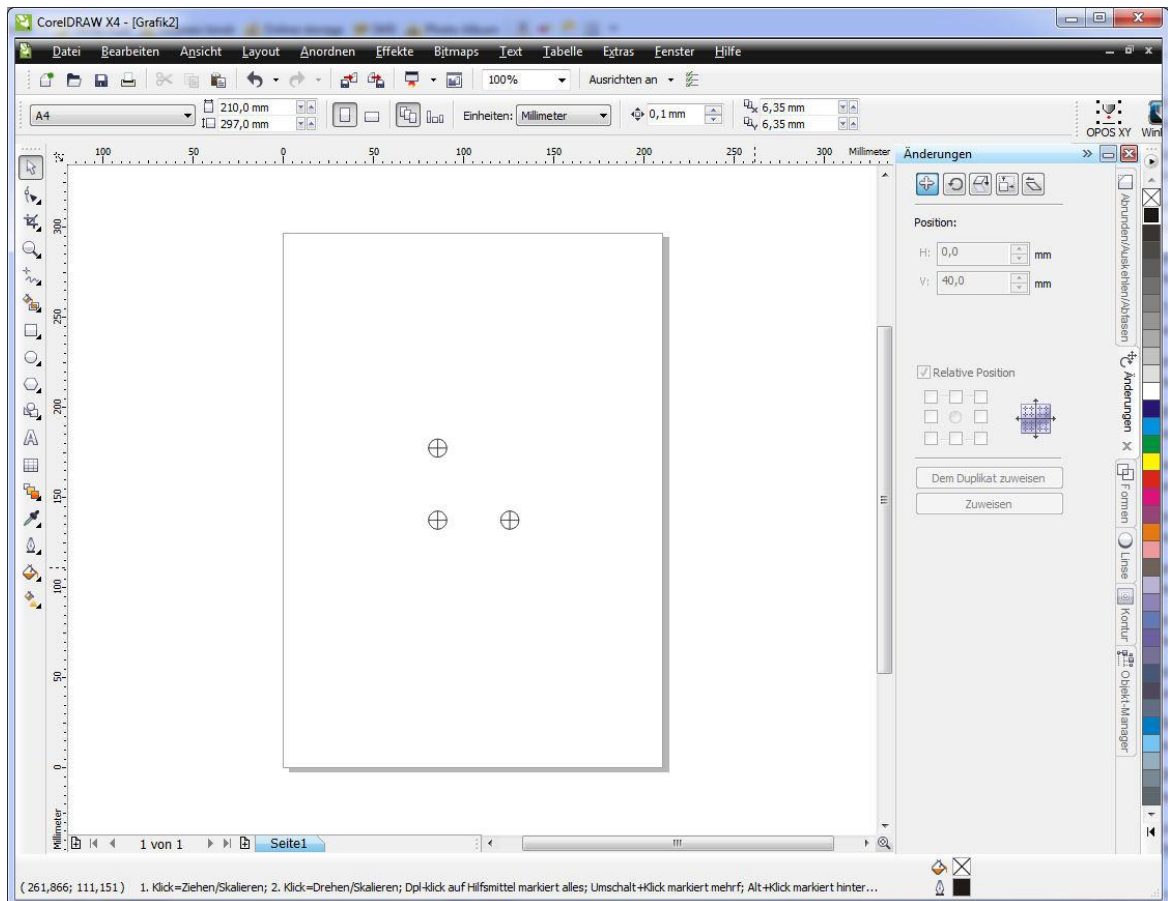 CorelDRAW X4 - [Grafik2]
Datei Bearbeiten Ansicht Layout Anordnen Effekte Bitmaps Text Tabelle Extras Fenster Hilfe
100% Ausrichten an
A4 210,0 mm 297,0 mm Einheiten: Millimeter 0,1 mm 6,35 mm 6,35 mm
OPOS XY
100 50 0 50 100 150 200 250 300 Millimeter
300
250
200
150
100
50
0
Millimeter
Änderungen
Position:
H: 0,0 mm
V: 40,0 mm
Relative Position
Dem Duplikat zuweisen
Zuweisen
Abrunden/Auskehlen/Abfasen
Änderungen
Formen
Linse
Kontur
Objekt-Manager
1 von 1 Seite1
( 261,866; 111,151 ) 1. Klick=Ziehen/Skalieren; 2. Klick=Drehen/Skalieren; Dpl-klick auf Hilfsmittel markiert alles; Umschalt+Klick markiert mehrf; Alt+Klick markiert hinter...